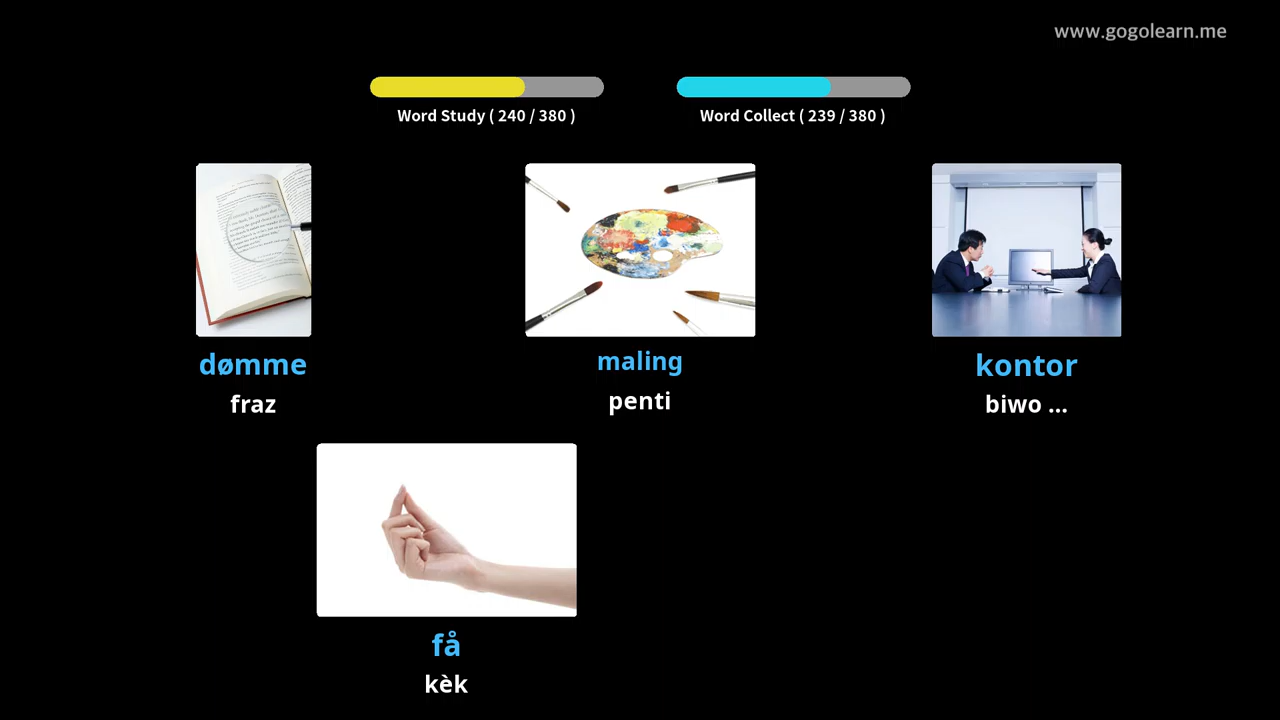 www.gogolearn.me
Word Study ( 240 / 380 )
Word Collect ( 239 / 380 )
dømme
fraz
maling
penti
kontor
biwo ...
få
kèk